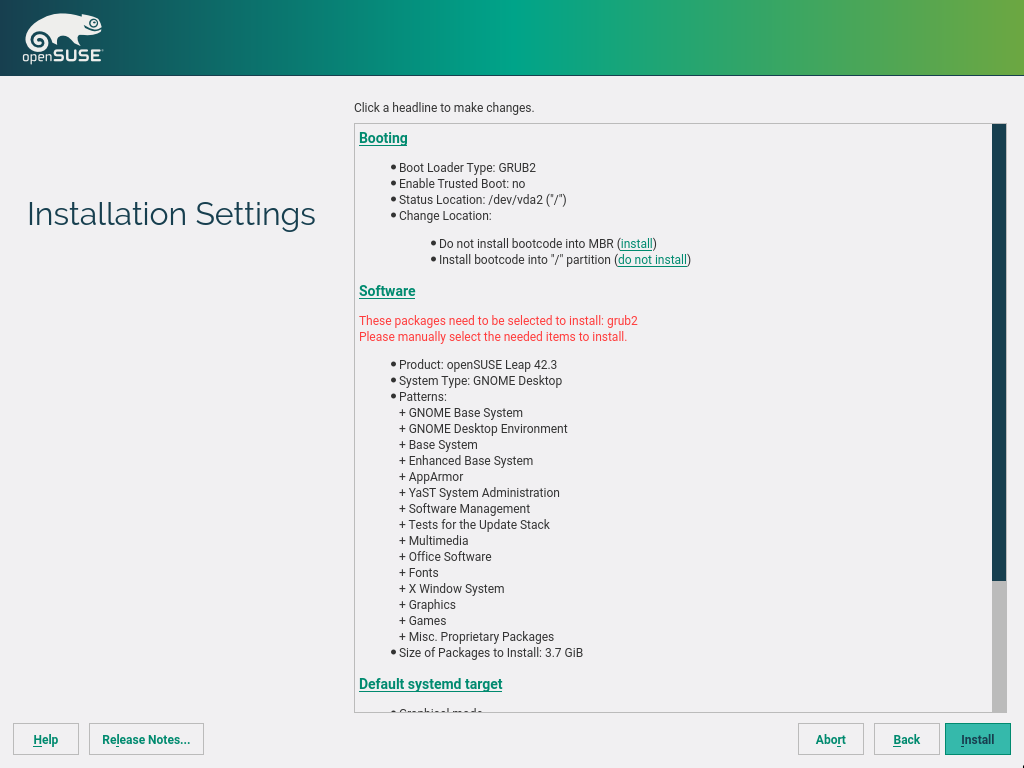 openSUSE
Click a headline to make changes.
Installation Settings
Booting
Boot Loader Type: GRUB2
Enable Trusted Boot: no
Status Location: /dev/vda2 ("/")
Change Location:
Do not install bootcode into MBR (install)
Install bootcode into "/" partition (do not install)
Software
These packages need to be selected to install: grub2
Please manually select the needed items to install.
Product: openSUSE Leap 42.3
System Type: GNOME Desktop
Patterns:
+ GNOME Base System
+ GNOME Desktop Environment
+ Base System
+ Enhanced Base System
+ AppArmor
+ YaST System Administration
+ Software Management
+ Tests for the Update Stack
+ Multimedia
+ Office Software
+ Fonts
+ X Window System
+ Graphics
+ Games
+ Misc. Proprietary Packages
Size of Packages to Install: 3.7 GiB
Default systemd target
Graphical mode
Help
Release Notes...
Abort
Back
Install